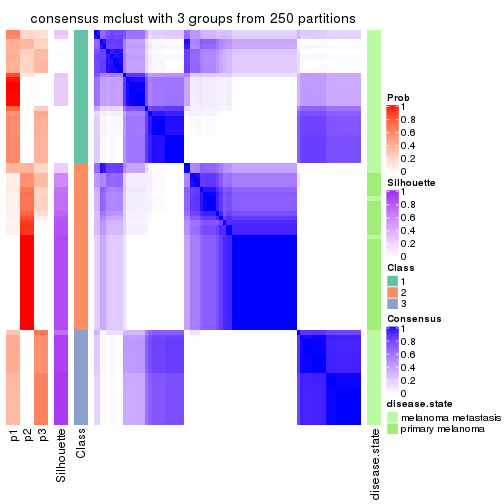 consensus mclust with 3 groups from 250 partitions
Prob
1
0.8
0.6
0.4
0.2
0
Silhouette
1
0.8
0.6
0.4
0.2
0
Class
1
2
3
Consensus
1
0.8
0.6
0.4
0.2
0
disease.state
melanoma metastasis
primary melanoma
p1
p2
p3
Silhouette
Class
disease.state